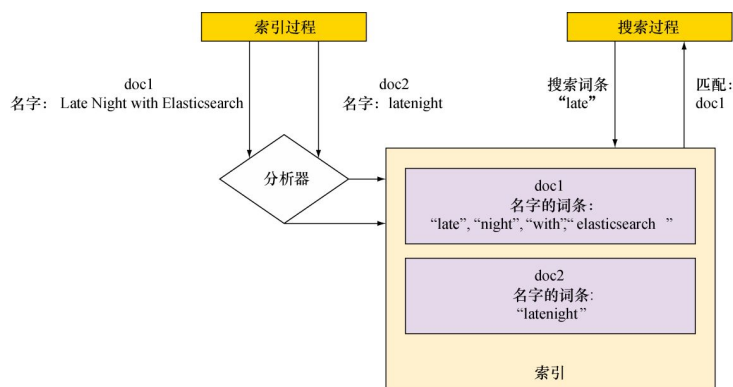 索引过程
搜索过程
doc1
名字： Late Night with Elasticsearch
doc2
名字：latenight
搜索词条
“late”
匹配：
doc1
分析器
doc1
名字的词条：
“late”, “night”, “with”,“ elasticsearch ”
doc2
名字的词条:
“latenight”
索引